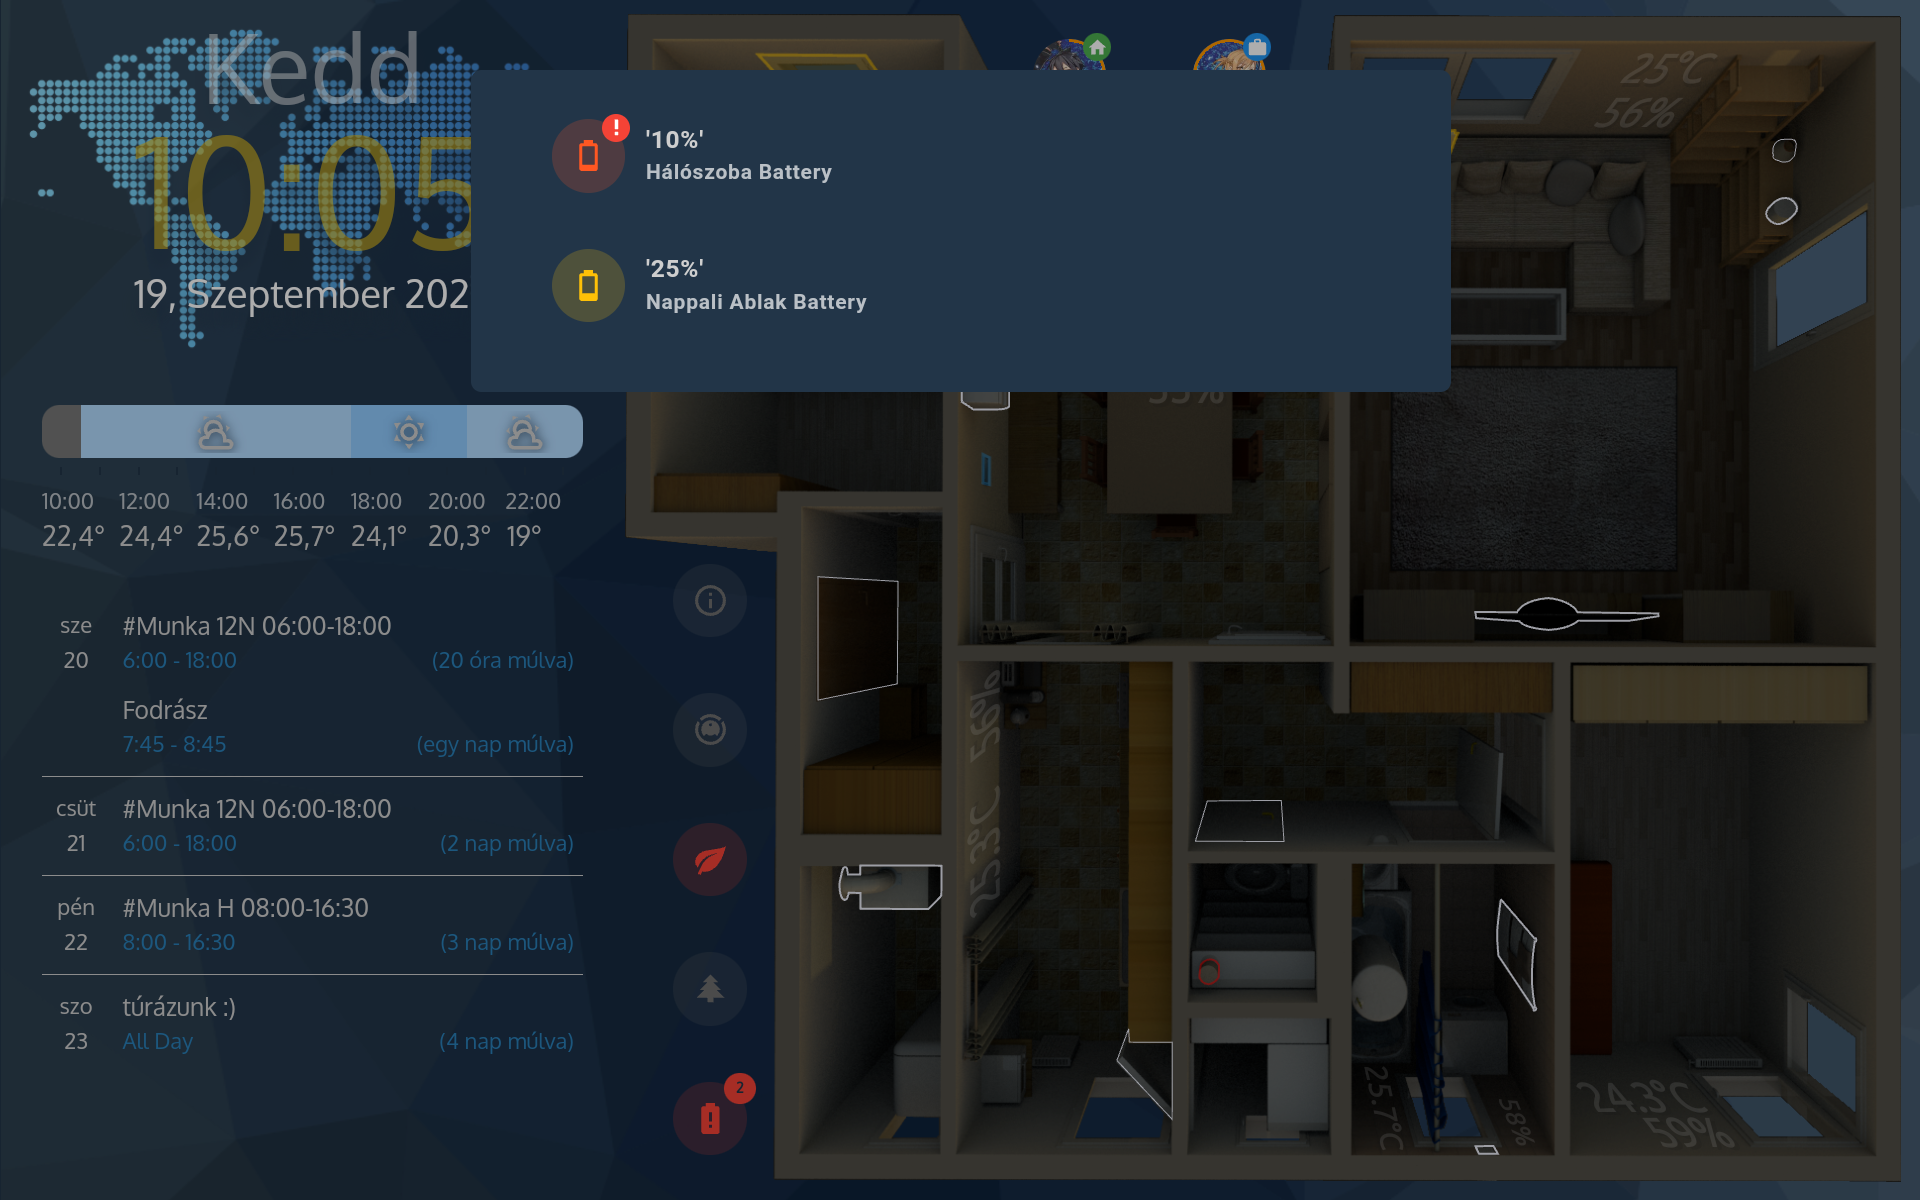 Kedd
10:05
19, Szeptember 202
'10%'
Hálószoba Battery
'25%'
Nappali Ablak Battery
25°C
56%
55%
10:00 12:00 14:00 16:00 18:00 20:00 22:00
22,4° 24,4° 25,6° 25,7° 24,1° 20,3° 19°
sze
20
#Munka 12N 06:00-18:00
6:00 - 18:00 (20 óra múlva)
Fodrász
7:45 - 8:45 (egy nap múlva)
csüt
21
#Munka 12N 06:00-18:00
6:00 - 18:00 (2 nap múlva)
pén
22
#Munka H 08:00-16:30
8:00 - 16:30 (3 nap múlva)
szo
23
túrázunk :)
All Day (4 nap múlva)
2
25.7°C
58%
24.3°C
59%